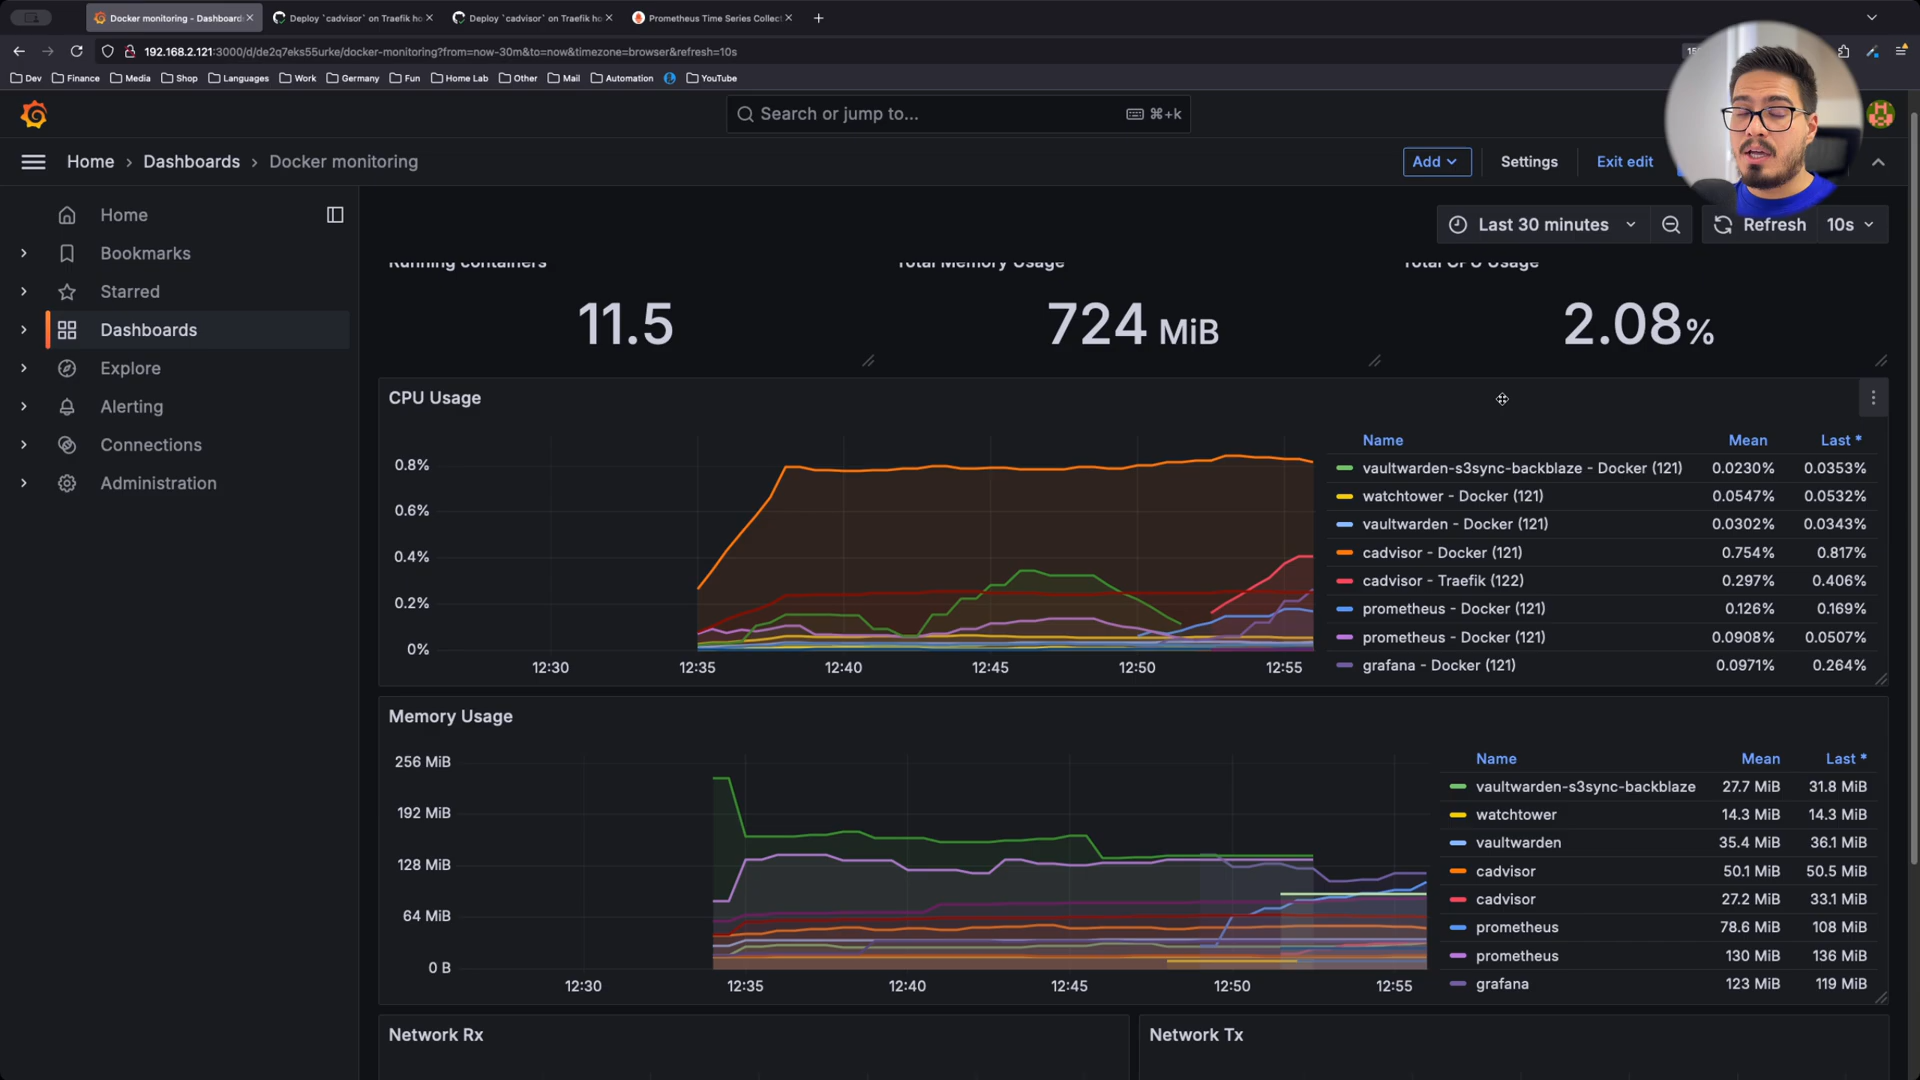 Docker monitoring - Dashboards
Deploy `cadvisor` on Traefik ho
Deploy `cadvisor` on Traefik ho
Prometheus Time Series Collect
192.168.2.121:3000/d/de2q7eks55urke/docker-monitoring?from=now-30m&to=now&timezone=browser&refresh=10s
Dev Finance Media Shop Languages Work Germany Fun Home Lab Other Mail Automation YouTube
Search or jump to... ⌘+k
Home › Dashboards › Docker monitoring
Add Settings Exit edit
Home
Bookmarks
Starred
Dashboards
Explore
Alerting
Connections
Administration
Last 30 minutes Refresh 10s
Running containers
11.5
Total Memory Usage
724 MiB
Total CPU Usage
2.08%
CPU Usage
0.8%
0.6%
0.4%
0.2%
0%
12:30 12:35 12:40 12:45 12:50 12:55
Name Mean Last *
vaultwarden-s3sync-backblaze - Docker (121) 0.0230% 0.0353%
watchtower - Docker (121) 0.0547% 0.0532%
vaultwarden - Docker (121) 0.0302% 0.0343%
cadvisor - Docker (121) 0.754% 0.817%
cadvisor - Traefik (122) 0.297% 0.406%
prometheus - Docker (121) 0.126% 0.169%
prometheus - Docker (121) 0.0908% 0.0507%
grafana - Docker (121) 0.0971% 0.264%
Memory Usage
256 MiB
192 MiB
128 MiB
64 MiB
0 B
12:30 12:35 12:40 12:45 12:50 12:55
Name Mean Last *
vaultwarden-s3sync-backblaze 27.7 MiB 31.8 MiB
watchtower 14.3 MiB 14.3 MiB
vaultwarden 35.4 MiB 36.1 MiB
cadvisor 50.1 MiB 50.5 MiB
cadvisor 27.2 MiB 33.1 MiB
prometheus 78.6 MiB 108 MiB
prometheus 130 MiB 136 MiB
grafana 123 MiB 119 MiB
Network Rx
Network Tx